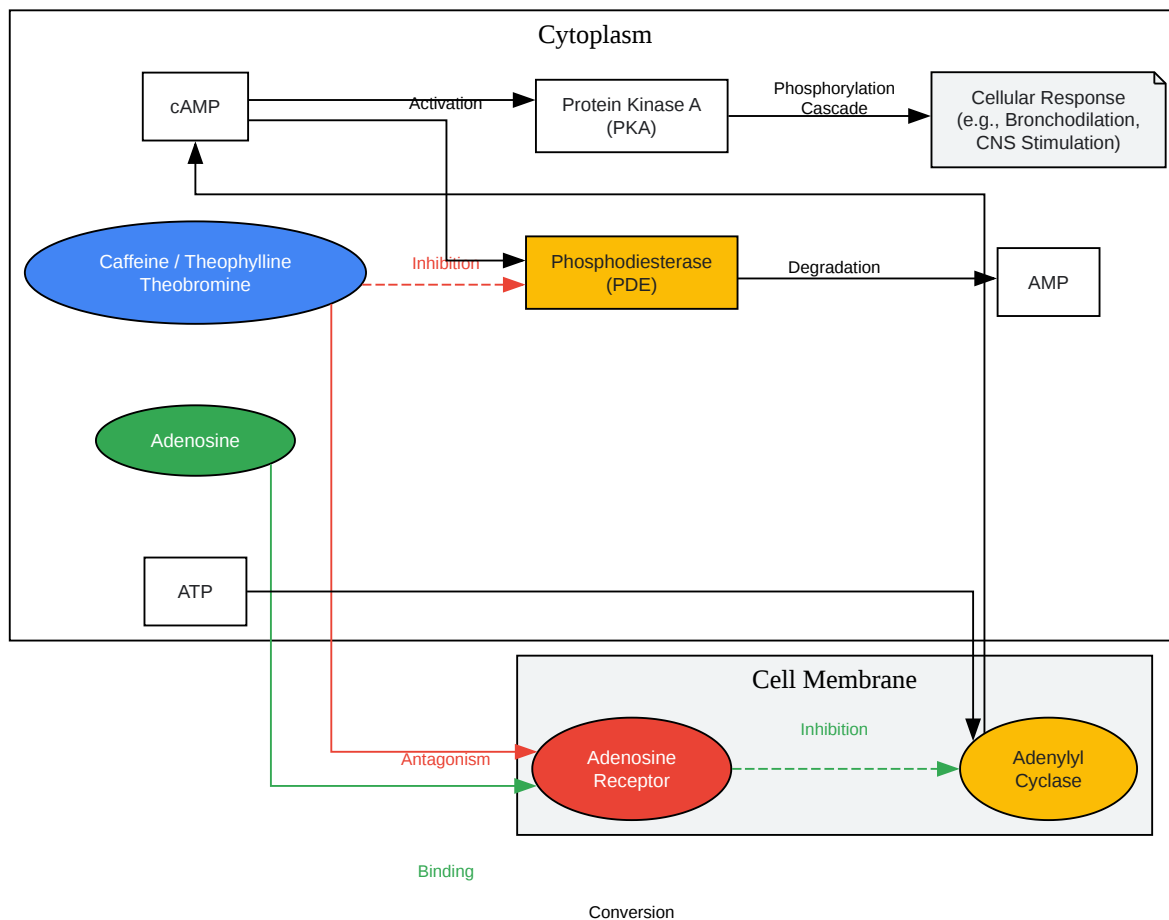 Cytoplasm
cAMP
Activation
Protein Kinase A
(PKA)
Phosphorylation
Cascade
Cellular Response
(e.g., Bronchodilation,
CNS Stimulation)
Caffeine / Theophylline
Theobromine
Inhibition
Phosphodiesterase
(PDE)
Degradation
AMP
Adenosine
ATP
Cell Membrane
Antagonism
Adenosine
Receptor
Inhibition
Adenylyl
Cyclase
Binding
Conversion